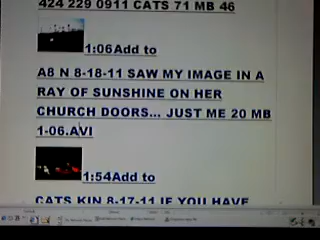 424 229 0911 CATS 71 MB 46
1:06Add to
A8 N 8-18-11 SAW MY IMAGE IN A
RAY OF SUNSHINE ON HER
CHURCH DOORS... JUST ME 20 MB
1-06.AVI
1:54Add to
CATS KIN 8-17-11 IF YOU HAVE